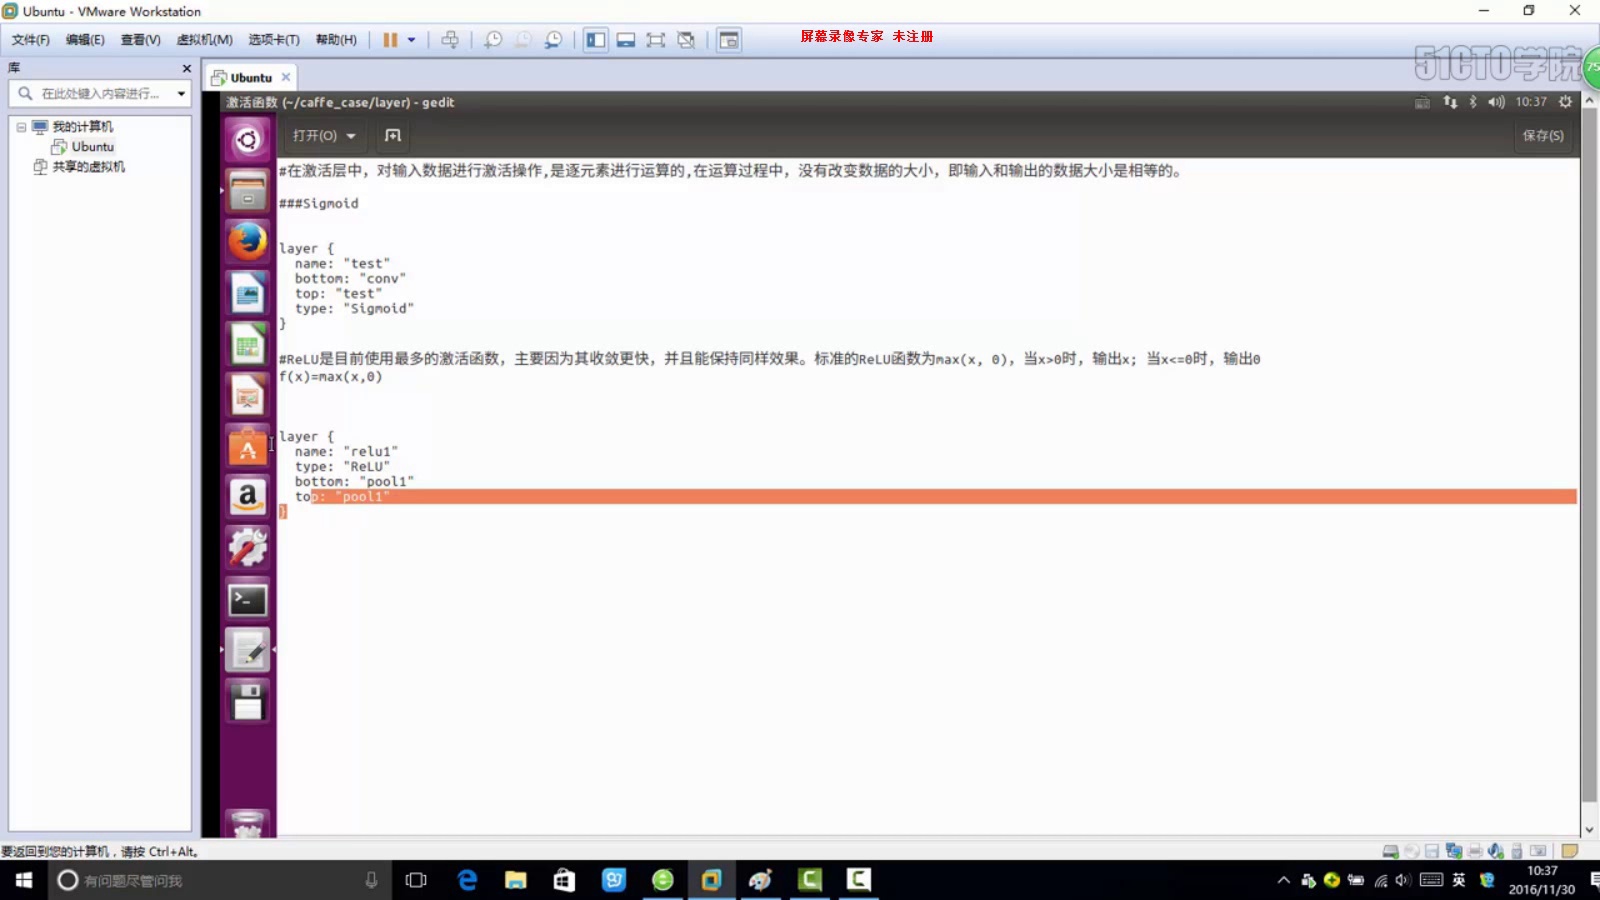 Ubuntu - VMware Workstation
文件(F) 编辑(E) 查看(V) 虚拟机(M) 选项卡(T) 帮助(H)
屏幕录像专家 未注册
51CTO学院
75
库
Ubuntu
在此处键入内容进行...
我的计算机
Ubuntu
共享的虚拟机
激活函数 (~/caffe_case/layer) - gedit
10:37
打开(O)
保存(S)
#在激活层中，对输入数据进行激活操作,是逐元素进行运算的,在运算过程中，没有改变数据的大小，即输入和输出的数据大小是相等的。
###Sigmoid
layer {
name: "test"
bottom: "conv"
top: "test"
type: "Sigmoid"
}
#ReLU是目前使用最多的激活函数，主要因为其收敛更快，并且能保持同样效果。标准的ReLU函数为max(x, 0)，当x>0时，输出x; 当x<=0时，输出0
f(x)=max(x,0)
layer {
name: "relu1"
type: "ReLU"
bottom: "pool1"
top: "pool1"
}
要返回到您的计算机，请按 Ctrl+Alt。
有问题尽管问我
英
10:37
2016/11/30